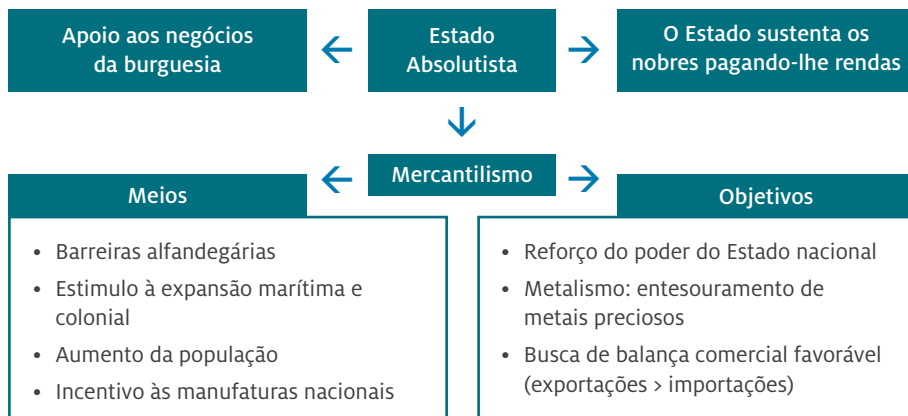 Apoio aos negócios
da burguesia
Estado
Absolutista
O Estado sustenta os
nobres pagando-lhe rendas
Mercantilismo
Meios
• Barreiras alfandegárias
• Estimulo à expansão marítima e
colonial
• Aumento da população
• Incentivo às manufaturas nacionais
Objetivos
• Reforço do poder do Estado nacional
• Metalismo: entesouramento de
metais preciosos
• Busca de balança comercial favorável
(exportações > importações)